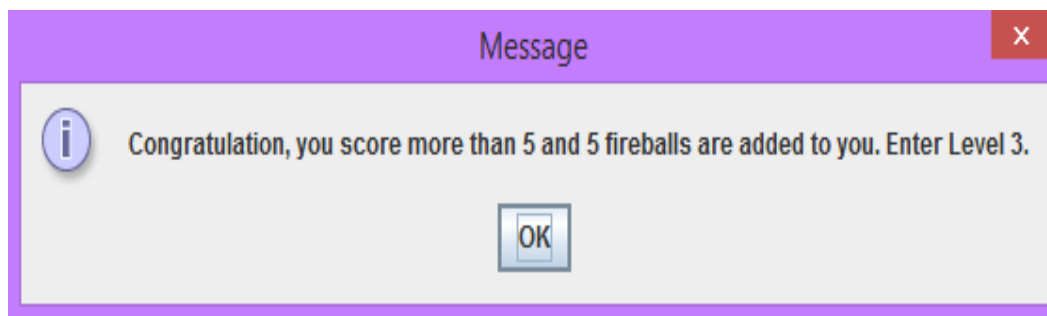 Message
x
i
Congratulation, you score more than 5 and 5 fireballs are added to you. Enter Level 3.
OK